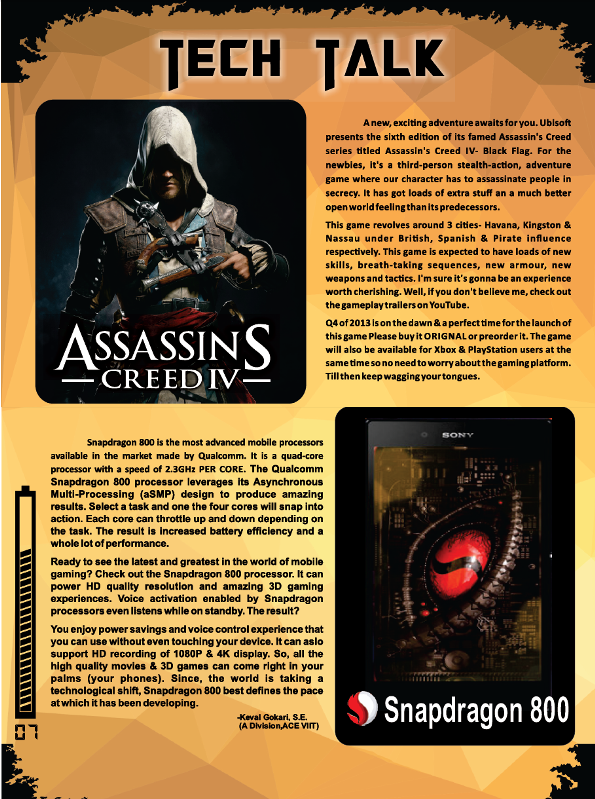 TECH TALK
A new, exciting adventure awaits for you. Ubisoft
presents the sixth edition of its famed Assassin's Creed
series titled Assassin's Creed IV- Black Flag. For the
newbies, it's a third-person stealth-action, adventure
game where our character has to assassinate people in
secrecy. It has got loads of extra stuff an a much better
open world feeling than its predecessors.
This game revolves around 3 cities- Havana, Kingston &
Nassau under British, Spanish & Pirate influence
respectively. This game is expected to have loads of new
skills, breath-taking sequences, new armour, new
weapons and tactics. I'm sure it's gonna be an experience
worth cherishing. Well, if you don't believe me, check out
the gameplay trailers on YouTube.
Q4 of 2013 is on the dawn & a perfect time for the launch of
this game Please buy it ORIGNAL or preorder it. The game
will also be available for Xbox & PlayStation users at the
same time so no need to worry about the gaming platform.
Till then keep wagging your tongues.
ASSASSIN'S
CREED IV
Snapdragon 800 is the most advanced mobile processors
available in the market made by Qualcomm. It is a quad-core
processor with a speed of 2.3GHz PER CORE. The Qualcomm
Snapdragon 800 processor leverages its Asynchronous
Multi-Processing (aSMP) design to produce amazing
results. Select a task and one the four cores will snap into
action. Each core can throttle up and down depending on
the task. The result is increased battery efficiency and a
whole lot of performance.
Ready to see the latest and greatest in the world of mobile
gaming? Check out the Snapdragon 800 processor. It can
power HD quality resolution and amazing 3D gaming
experiences. Voice activation enabled by Snapdragon
processors even listens while on standby. The result?
You enjoy power savings and voice control experience that
you can use without even touching your device. It can aslo
support HD recording of 1080P & 4K display. So, all the
high quality movies & 3D games can come right in your
palms (your phones). Since, the world is taking a
technological shift, Snapdragon 800 best defines the pace
at which it has been developing.
-Keval Gokari, S.E.
(A Division,ACE VIIT)
SONY
Snapdragon 800
07